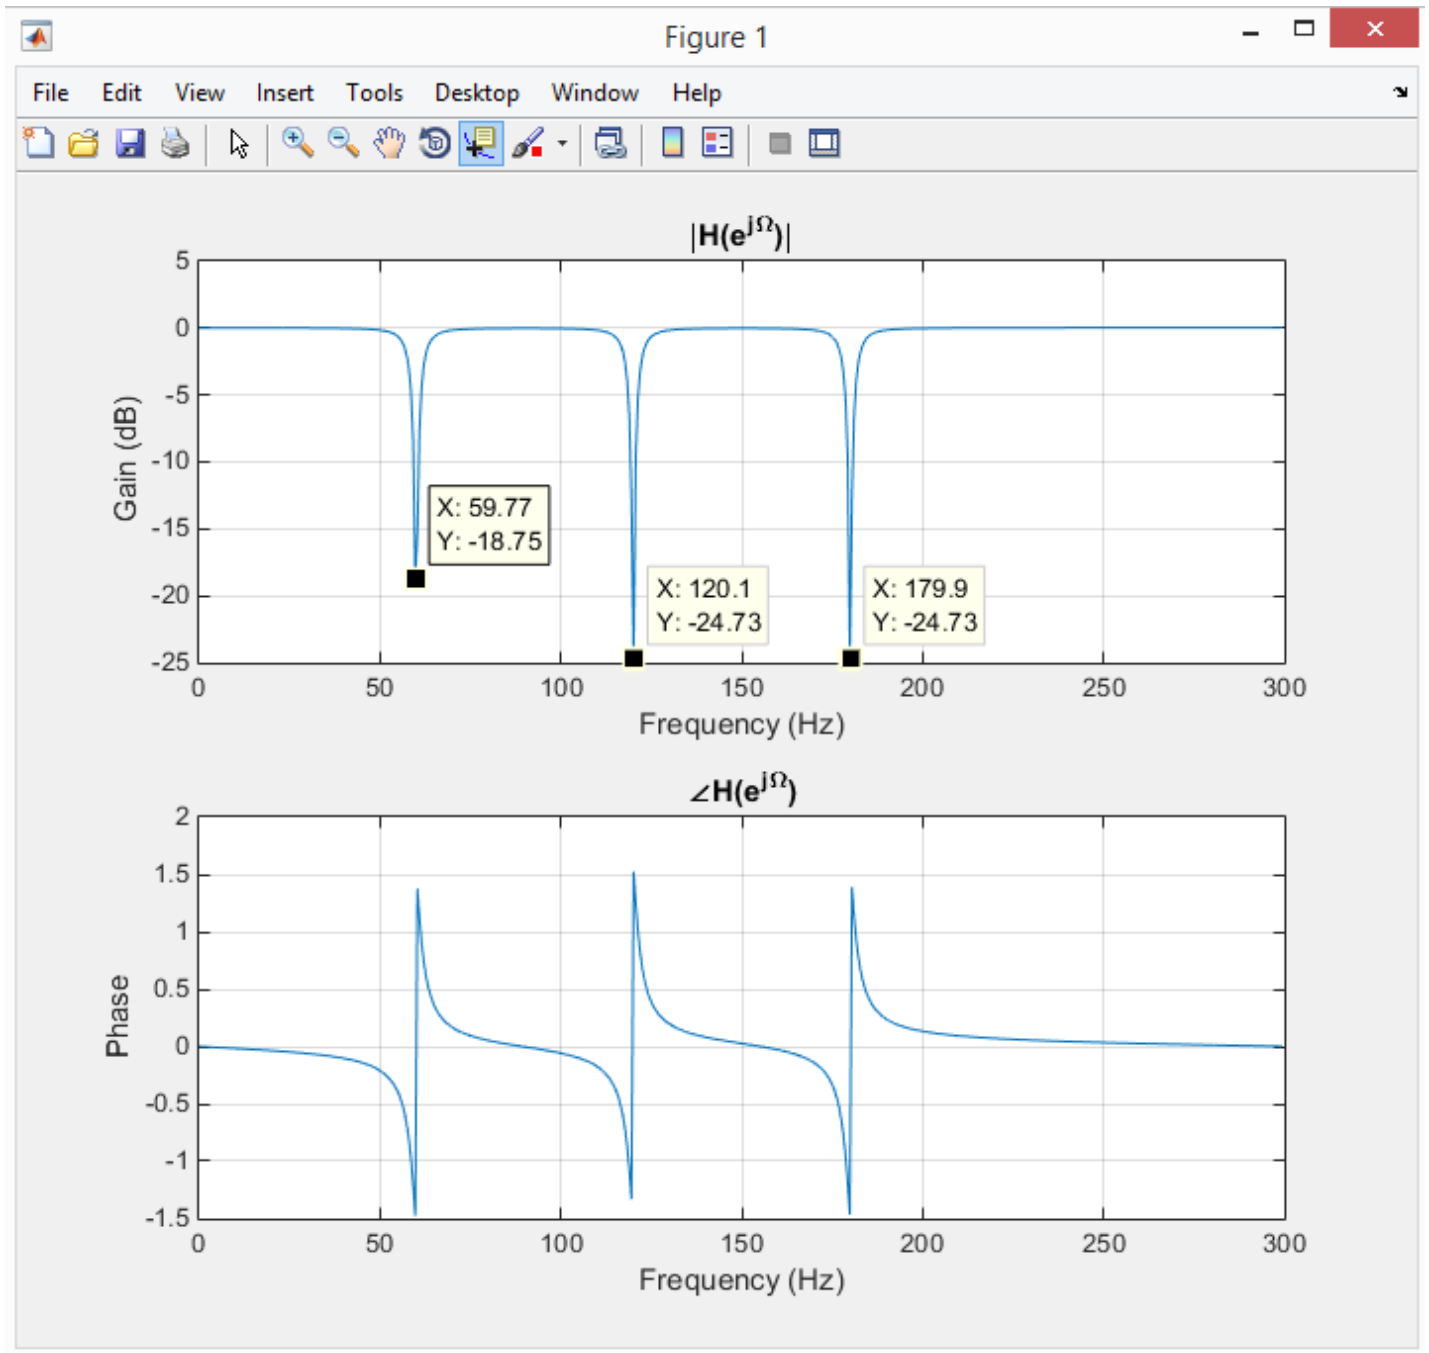 Figure 1
File Edit View Insert Tools Desktop Window Help
|H(e^{jΩ})|
5
0
-5
-10
-15
-20
-25
Gain (dB)
X: 59.77
Y: -18.75
X: 120.1
Y: -24.73
X: 179.9
Y: -24.73
0 50 100 150 200 250 300
Frequency (Hz)
∠H(e^{jΩ})
2
1.5
1
0.5
0
-0.5
-1
-1.5
Phase
0 50 100 150 200 250 300
Frequency (Hz)